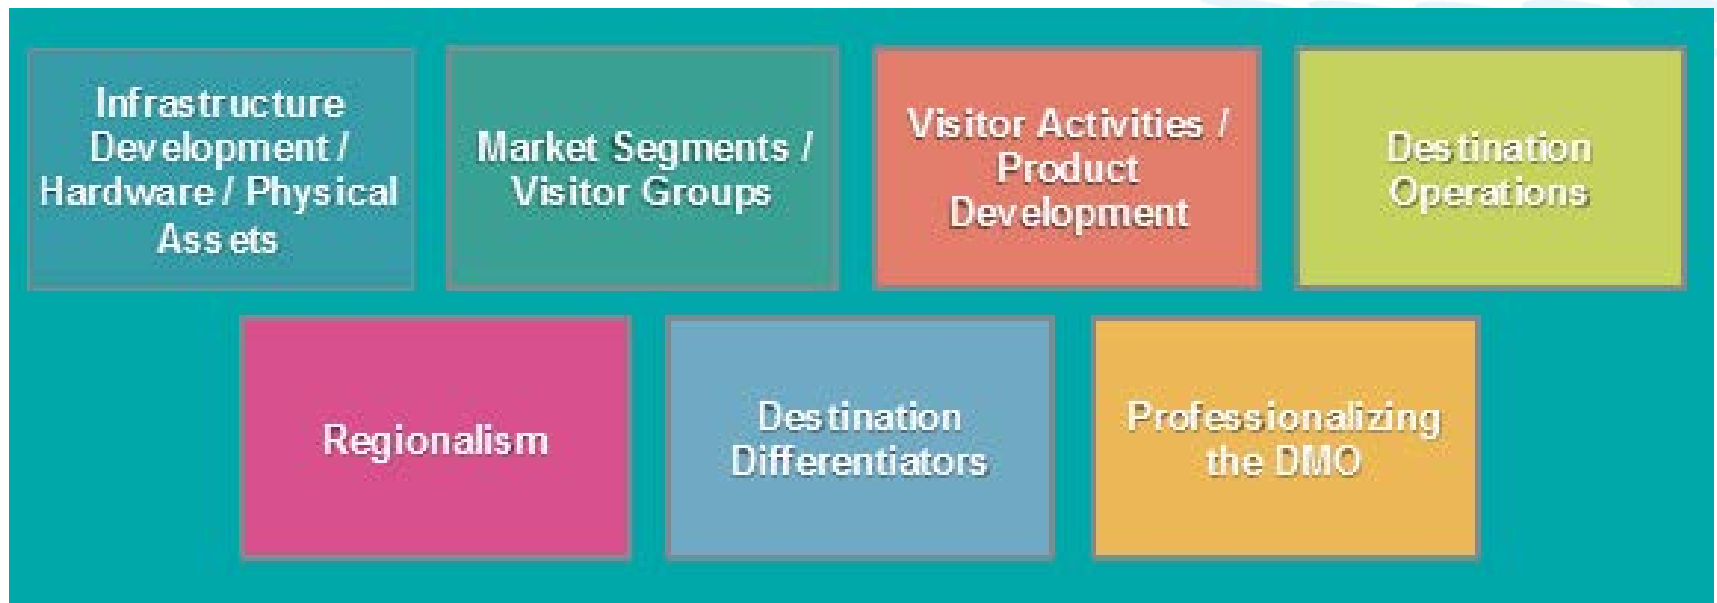 Infrastructure
Development /
Hardware / Physical
Assets
Market Segments /
Visitor Groups
Visitor Activities /
Product
Development
Destination
Operations
Regionalism
Destination
Differentiators
Professionalizing
the DMO